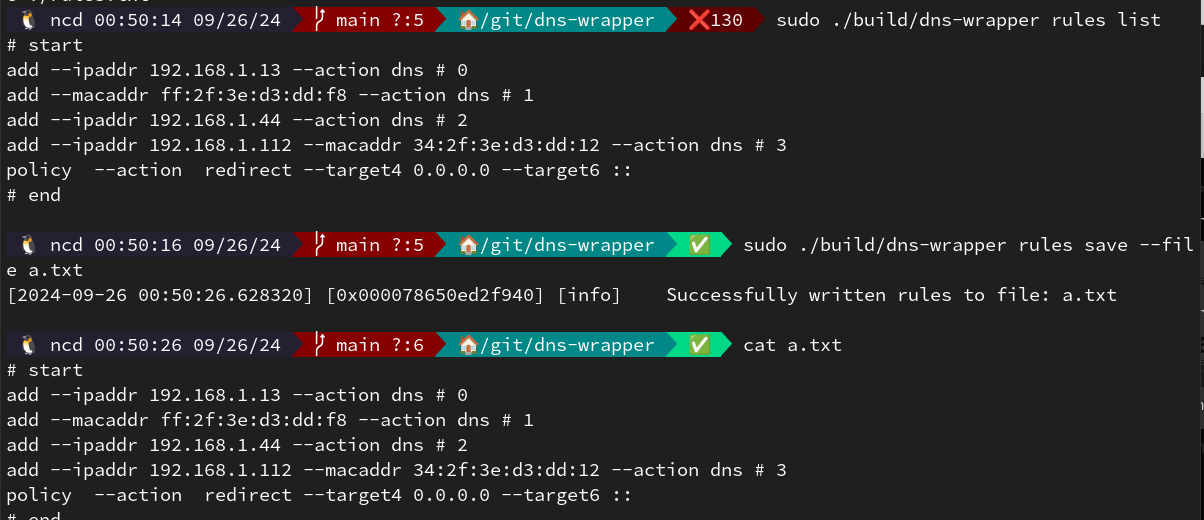 ncd 00:50:14 09/26/24 main ?:5 /git/dns-wrapper ❌130 sudo ./build/dns-wrapper rules list
# start
add --ipaddr 192.168.1.13 --action dns # 0
add --macaddr ff:2f:3e:d3:dd:f8 --action dns # 1
add --ipaddr 192.168.1.44 --action dns # 2
add --ipaddr 192.168.1.112 --macaddr 34:2f:3e:d3:dd:12 --action dns # 3
policy  --action  redirect --target4 0.0.0.0 --target6 ::
# end
ncd 00:50:16 09/26/24 main ?:5 /git/dns-wrapper ✅ sudo ./build/dns-wrapper rules save --fil
e a.txt
[2024-09-26 00:50:26.628320] [0x000078650ed2f940] [info]    Successfully written rules to file: a.txt
ncd 00:50:26 09/26/24 main ?:6 /git/dns-wrapper ✅ cat a.txt
# start
add --ipaddr 192.168.1.13 --action dns # 0
add --macaddr ff:2f:3e:d3:dd:f8 --action dns # 1
add --ipaddr 192.168.1.44 --action dns # 2
add --ipaddr 192.168.1.112 --macaddr 34:2f:3e:d3:dd:12 --action dns # 3
policy  --action  redirect --target4 0.0.0.0 --target6 ::
# end